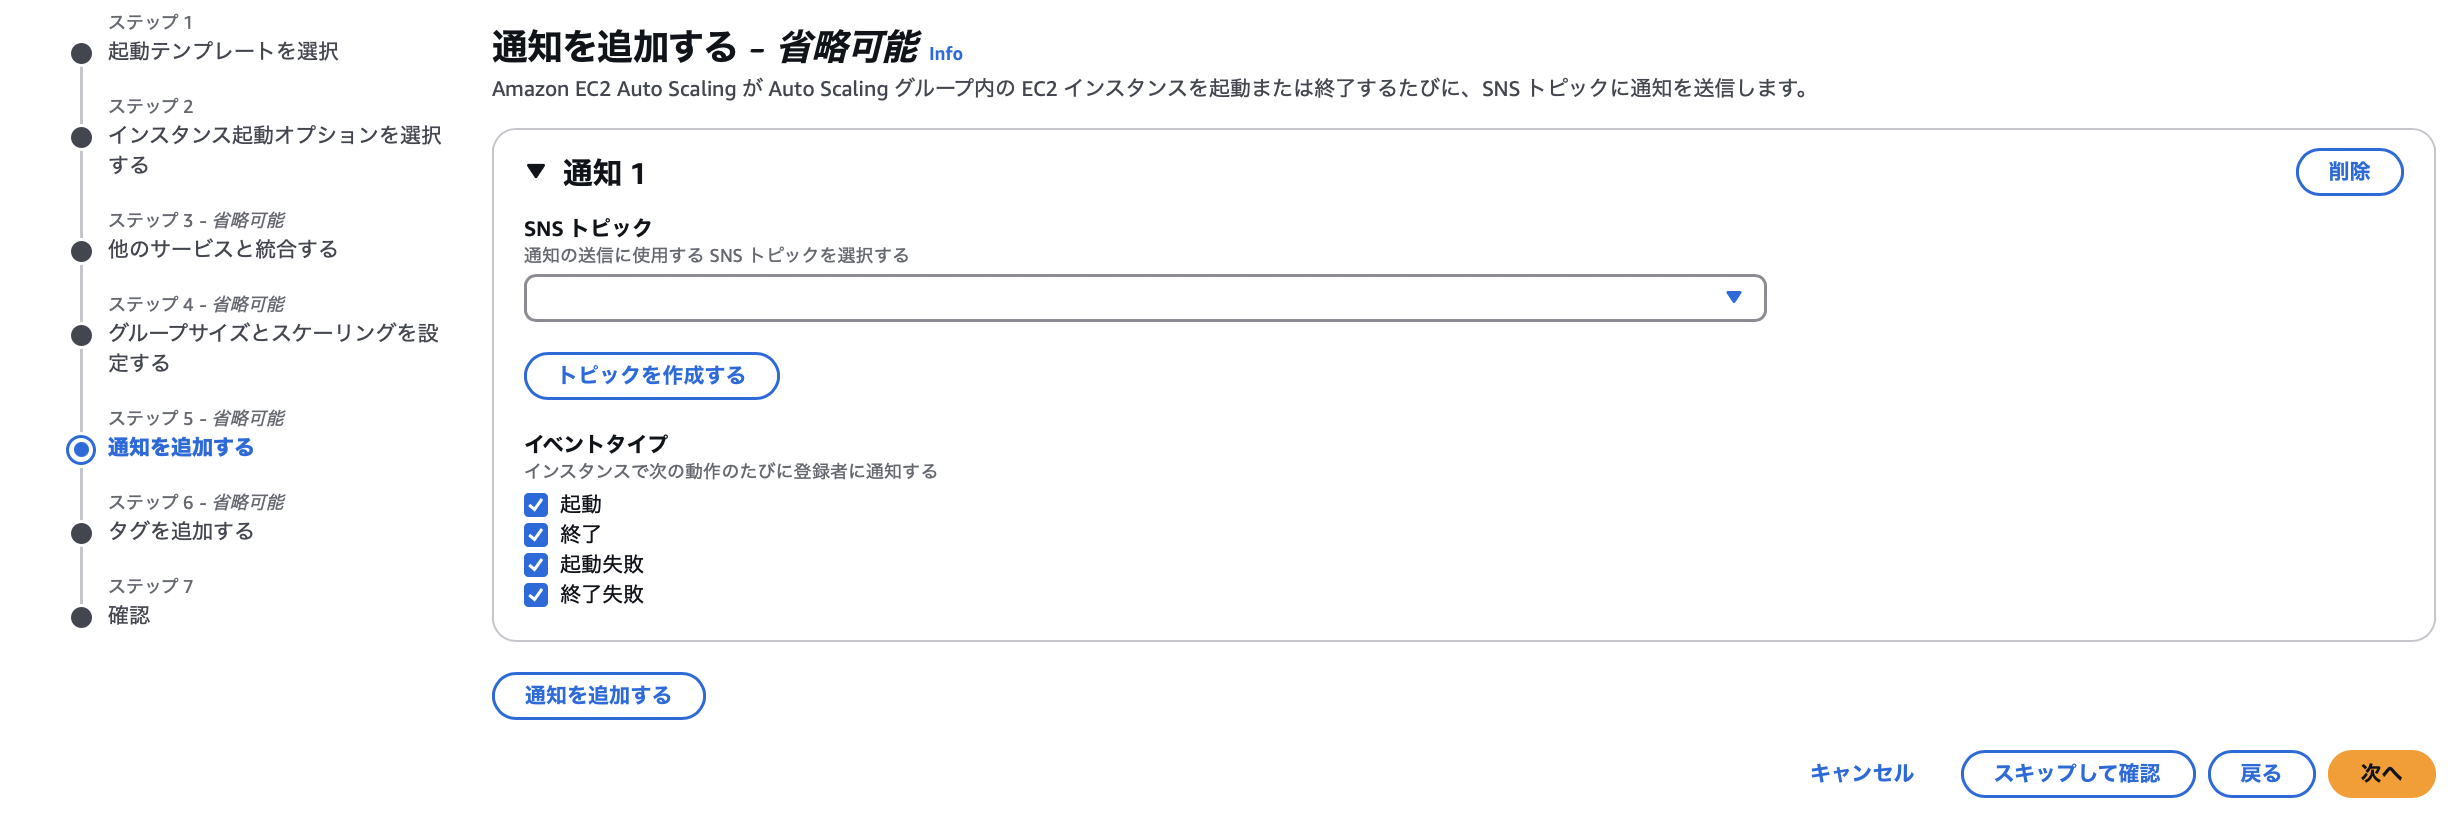 ステップ 1
起動テンプレートを選択
ステップ 2
インスタンス起動オプションを選択
する
ステップ 3 - 省略可能
他のサービスと統合する
ステップ 4 - 省略可能
グループサイズとスケーリングを設
定する
ステップ 5 - 省略可能
通知を追加する
ステップ 6 - 省略可能
タグを追加する
ステップ 7
確認
通知を追加する - 省略可能 Info
Amazon EC2 Auto Scaling が Auto Scaling グループ内の EC2 インスタンスを起動または終了するたびに、SNS トピックに通知を送信します。
通知 1
削除
SNS トピック
通知の送信に使用する SNS トピックを選択する
トピックを作成する
イベントタイプ
インスタンスで次の動作のたびに登録者に通知する
起動
終了
起動失敗
終了失敗
通知を追加する
キャンセル
スキップして確認
戻る
次へ